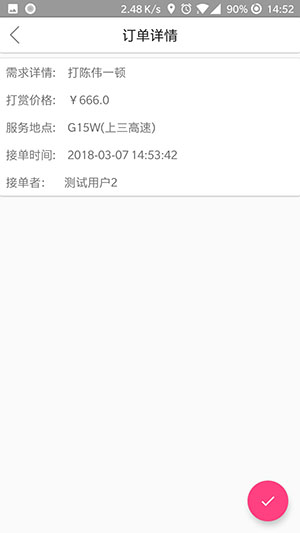 2.48 K/s 90% 14:52
订单详情
需求详情: 打陈伟一顿
打赏价格: ￥666.0
服务地点: G15W(上三高速)
接单时间: 2018-03-07 14:53:42
接单者: 测试用户2